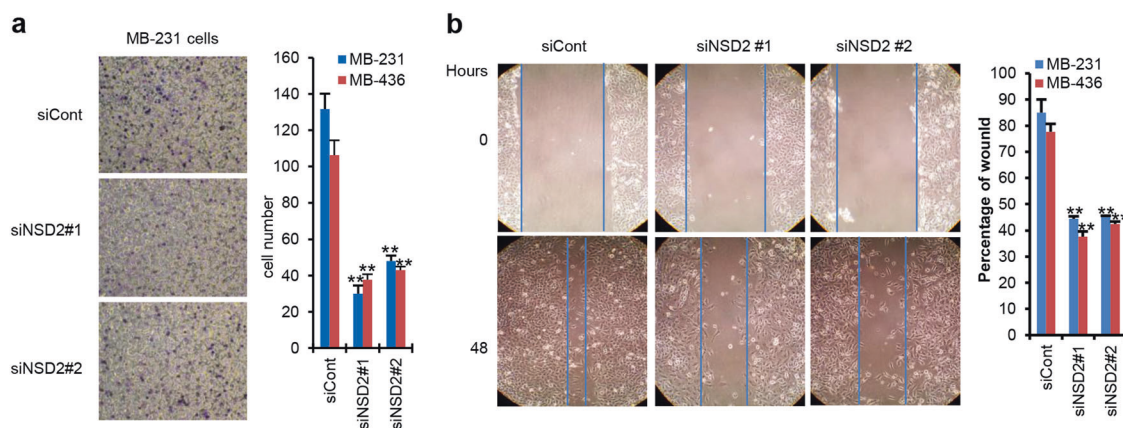 a
MB-231 cells
siCont
siNSD2#1
siNSD2#2
cell number
160
140
120
100
80
60
40
20
0
MB-231
MB-436
**
**
**
**
siCont
siNSD2#1
siNSD2#2
b
siCont
siNSD2 #1
siNSD2 #2
Hours
0
48
Percentage of wounid
100
90
80
70
60
50
40
30
20
10
0
MB-231
MB-436
**
**
**
**
siCont
siNSD2#1
siNSD2#2